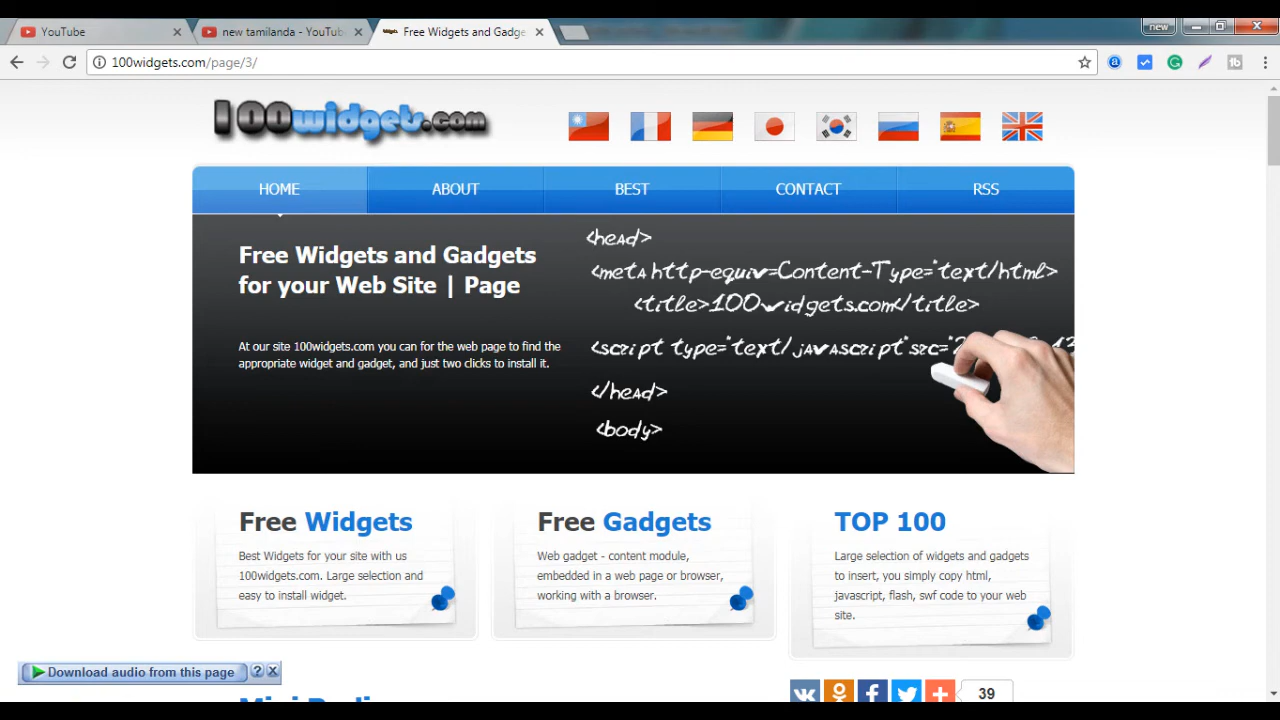 YouTube
new tamilanda - YouTub
Free Widgets and Gadge
new
100widgets.com/page/3/
100widgets.com
HOME
ABOUT
BEST
CONTACT
RSS
Free Widgets and Gadgets
for your Web Site | Page
At our site 100widgets.com you can for the web page to find the
appropriate widget and gadget, and just two clicks to install it.
<head>
<meta http-equiv=Content-Type="text/html>
<title>100widgets.com</title>
<script type="text/javascript"src="2
</head>
<body>
Free Widgets
Best Widgets for your site with us
100widgets.com. Large selection and
easy to install widget.
Free Gadgets
Web gadget - content module,
embedded in a web page or browser,
working with a browser.
TOP 100
Large selection of widgets and gadgets
to insert, you simply copy html,
javascript, flash, swf code to your web
site.
Download audio from this page
?
39